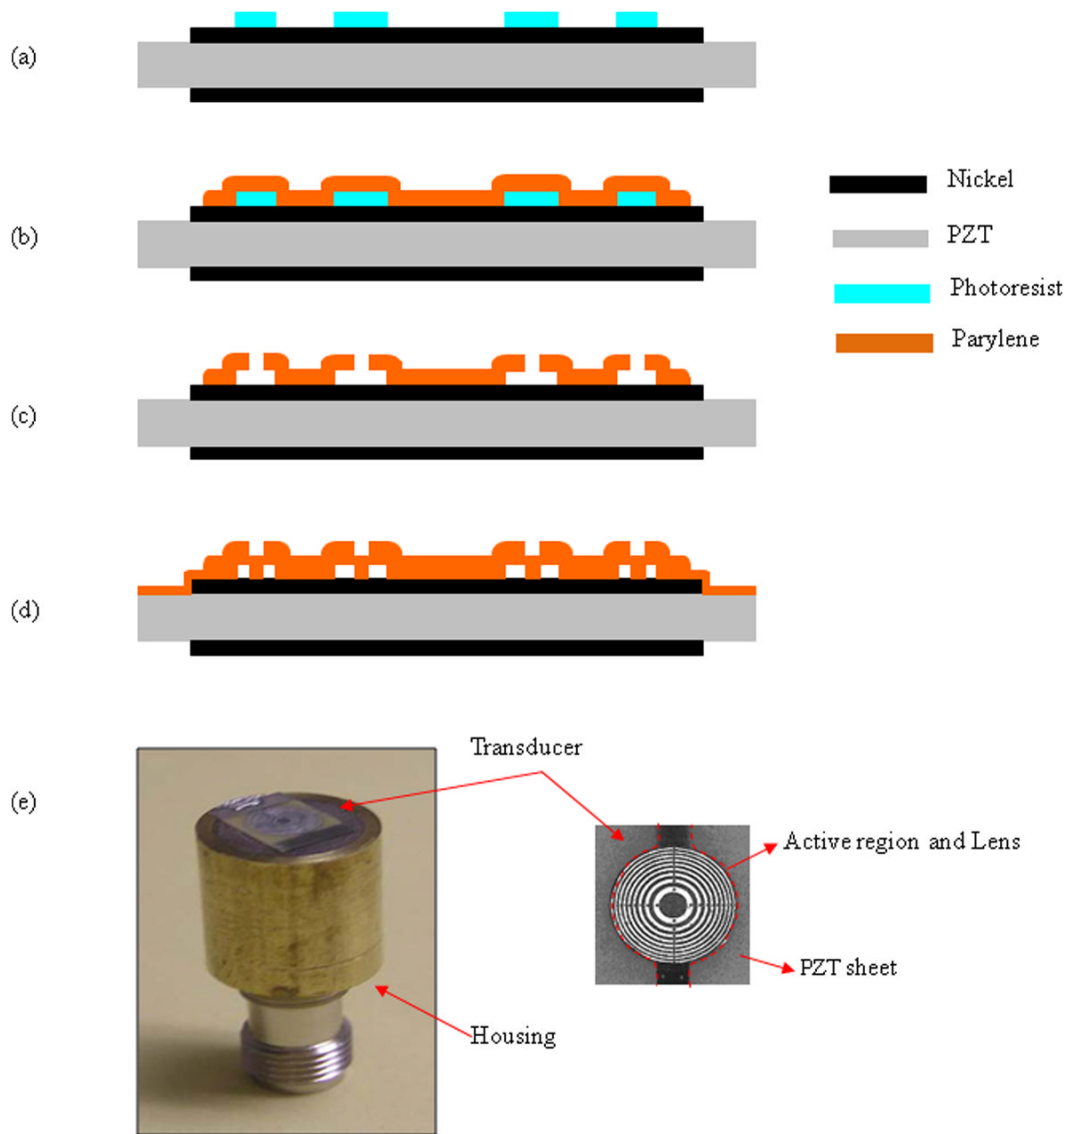 (a)
(b)
Nickel
PZT
Photoresist
Parylene
(c)
(d)
(e)
Transducer
Active region and Lens
PZT sheet
Housing